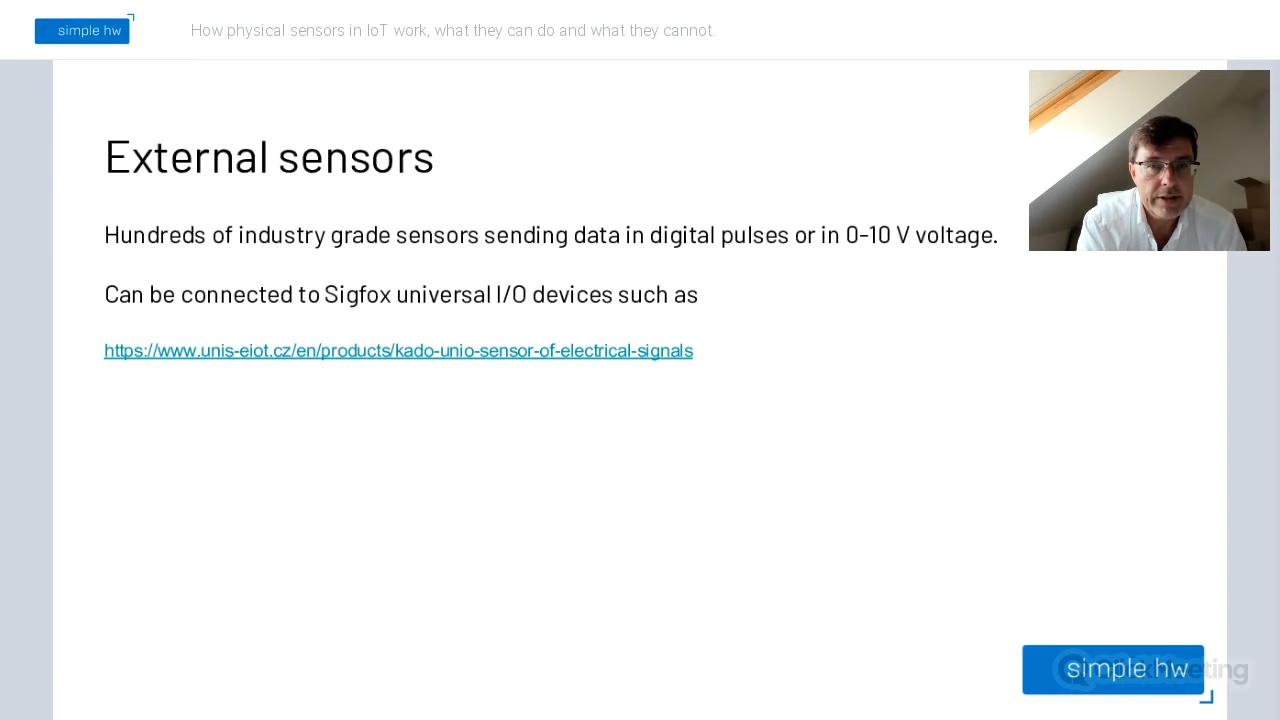 simple hw
How physical sensors in IoT work, what they can do and what they cannot.
External sensors
Hundreds of industry grade sensors sending data in digital pulses or in 0-10 V voltage.
Can be connected to Sigfox universal I/O devices such as
https://www.unis-eiot.cz/en/products/kado-unio-sensor-of-electrical-signals
simple hw